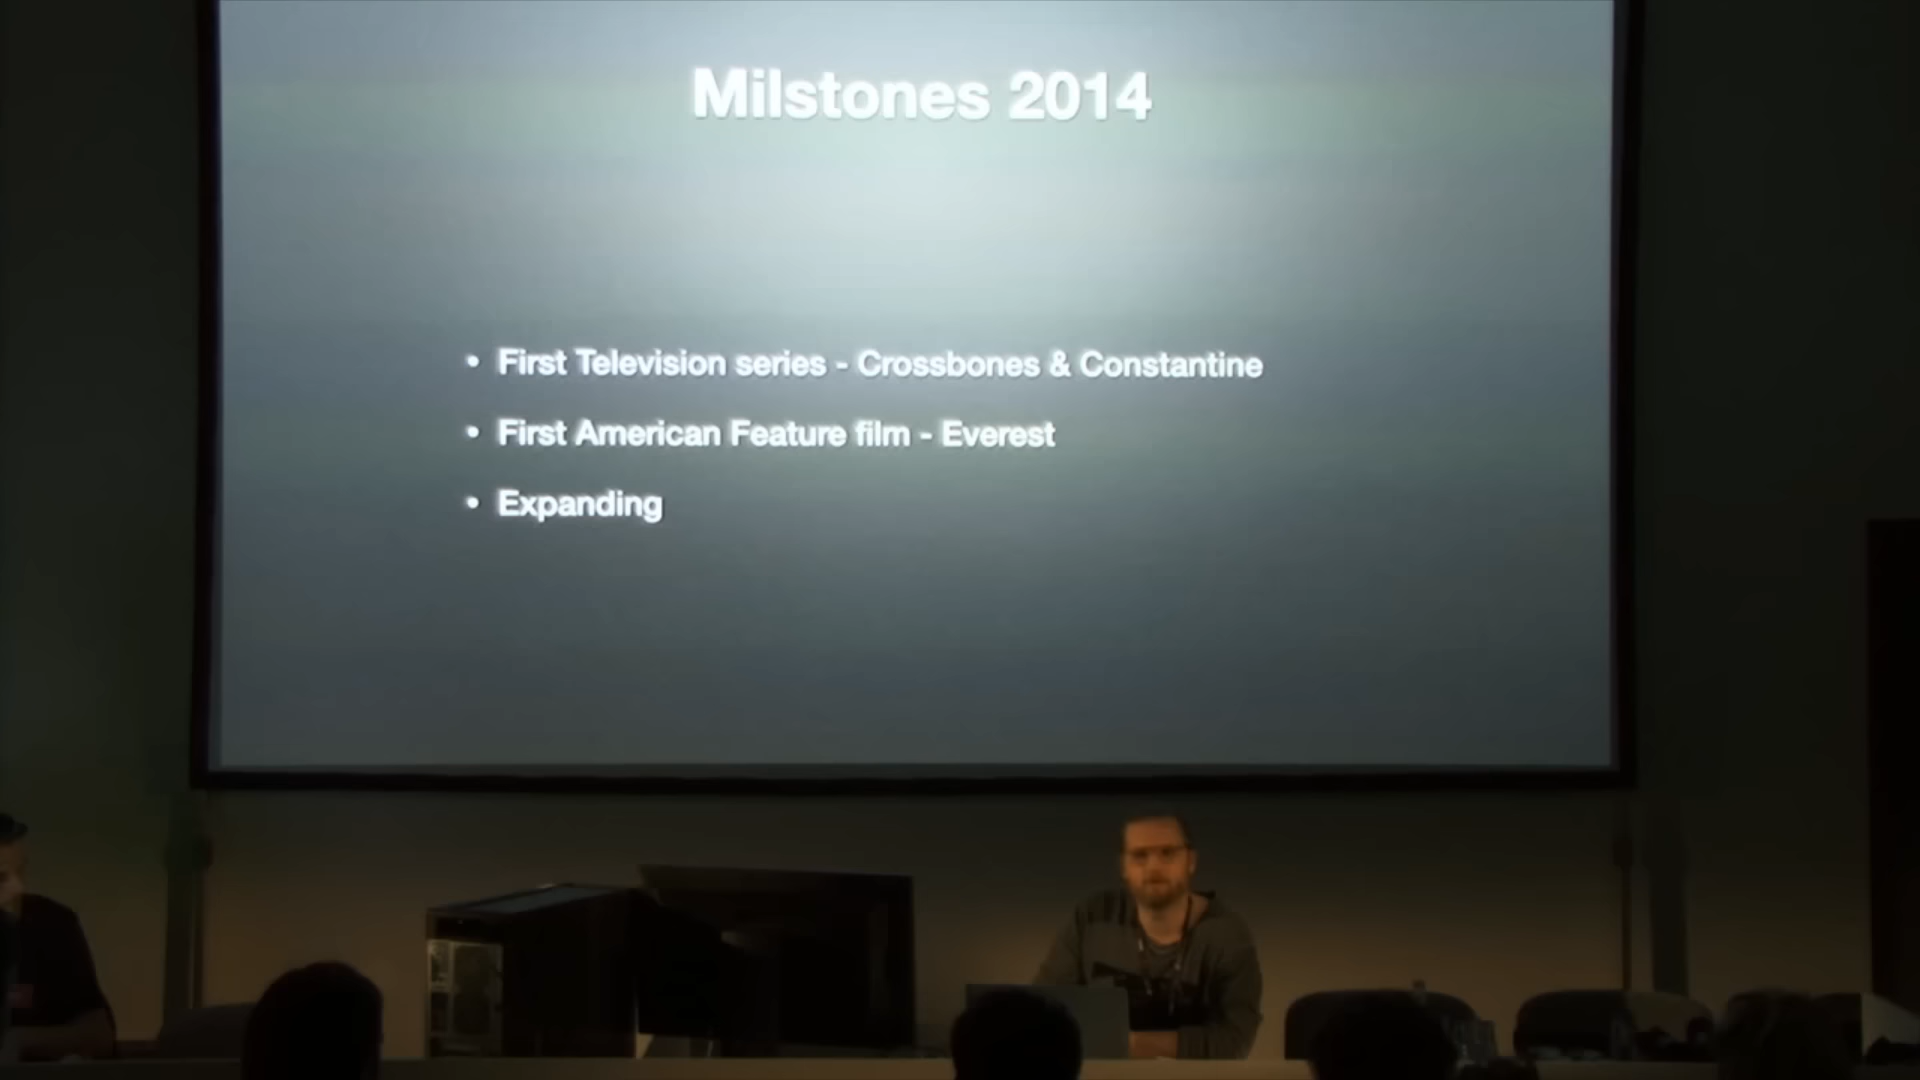 Milstones 2014
• First Television series - Crossbones & Constantine
• First American Feature film - Everest
• Expanding